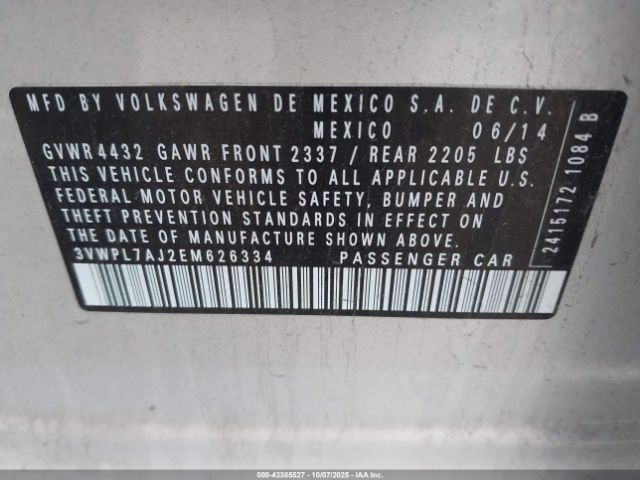 MFD BY VOLKSWAGEN DE MEXICO S.A. DE C.V.
MEXICO 06/14
GVWR 4432 GAWR FRONT 2337 / REAR 2205 LBS
THIS VEHICLE CONFORMS TO ALL APPLICABLE U.S.
FEDERAL MOTOR VEHICLE SAFETY, BUMPER AND
THEFT PREVENTION STANDARDS IN EFFECT ON
THE DATE OF MANUFACTURE SHOWN ABOVE.
3VWPL7AJ2EM626334 PASSENGER CAR
2415172 1084 B
000-43385527 | 10/07/2025 | IAAI.COM